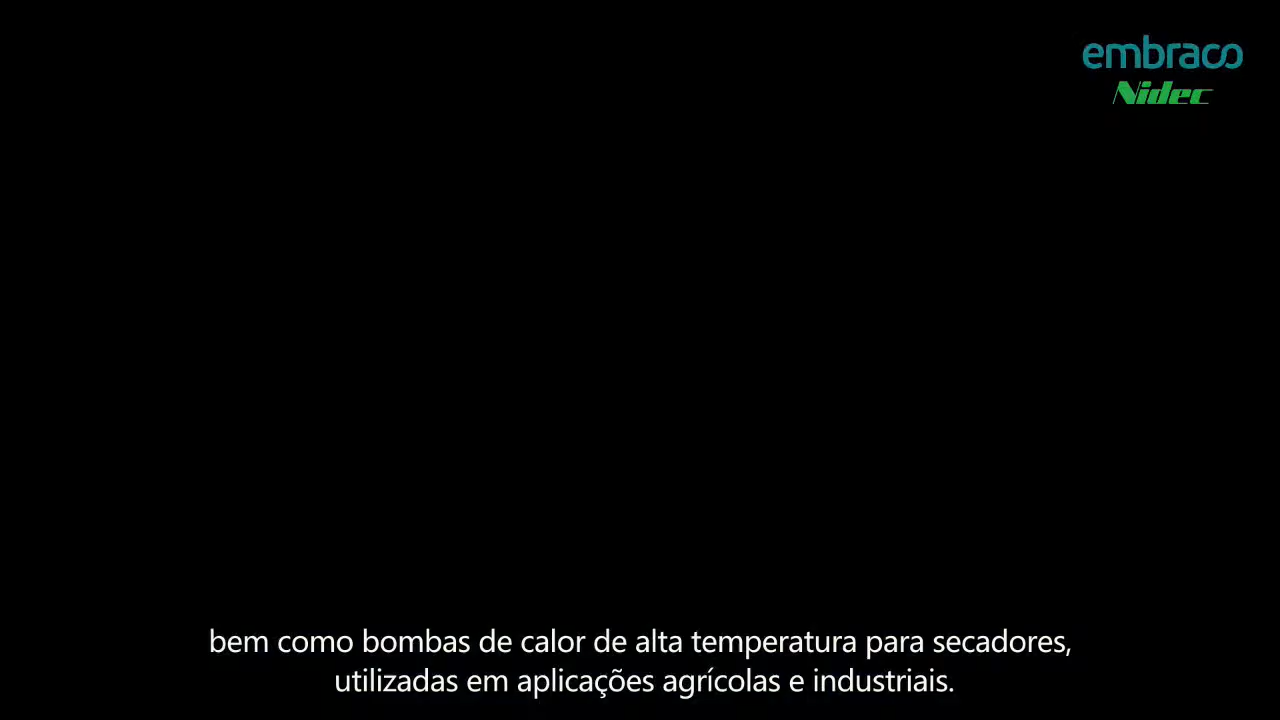 embraco
Nidec
bem como bombas de calor de alta temperatura para secadores,
utilizadas em aplicações agrícolas e industriais.